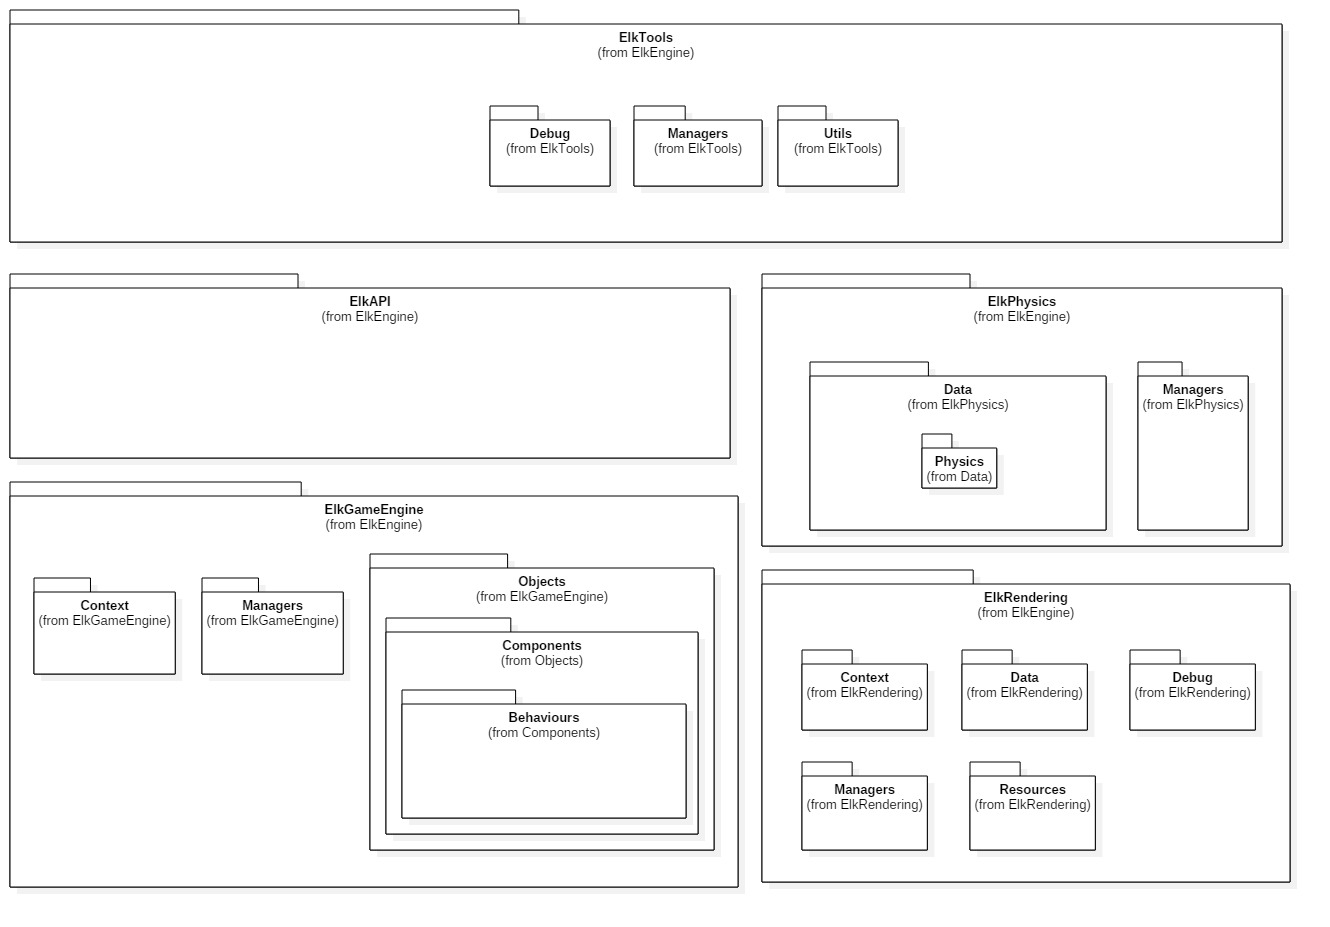 ElkTools
(from ElkEngine)
Debug
(from ElkTools)
Managers
(from ElkTools)
Utils
(from ElkTools)
ElkAPI
(from ElkEngine)
ElkPhysics
(from ElkEngine)
Data
(from ElkPhysics)
Physics
(from Data)
Managers
(from ElkPhysics)
ElkGameEngine
(from ElkEngine)
Context
(from ElkGameEngine)
Managers
(from ElkGameEngine)
Objects
(from ElkGameEngine)
Components
(from Objects)
Behaviours
(from Components)
ElkRendering
(from ElkEngine)
Context
(from ElkRendering)
Data
(from ElkRendering)
Debug
(from ElkRendering)
Managers
(from ElkRendering)
Resources
(from ElkRendering)